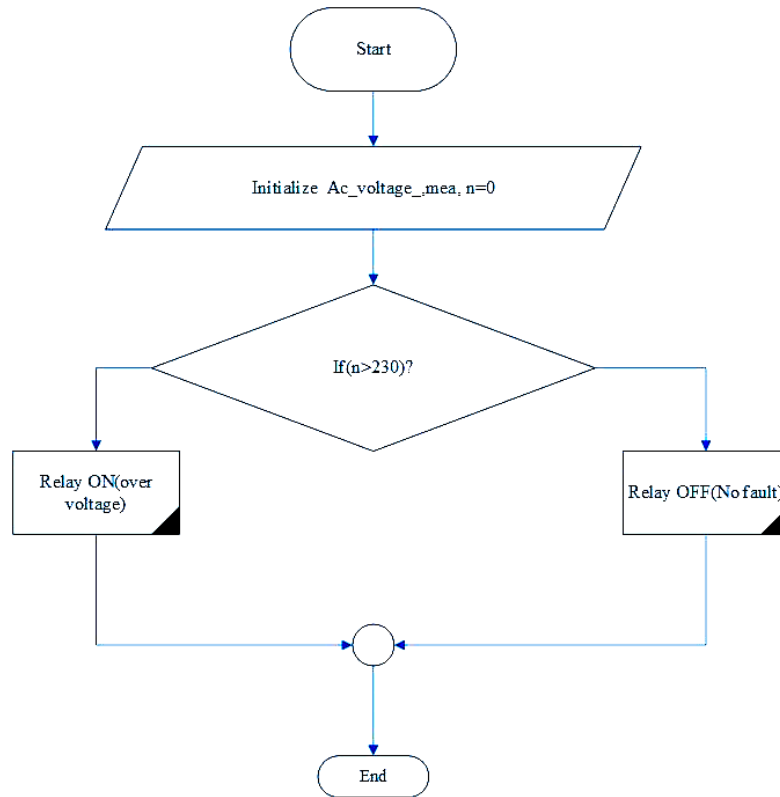 Start
Initialize Ac_voltage_,mea, n=0
If(n>230)?
Relay ON(over
voltage)
Relay OFF(No fault)
End